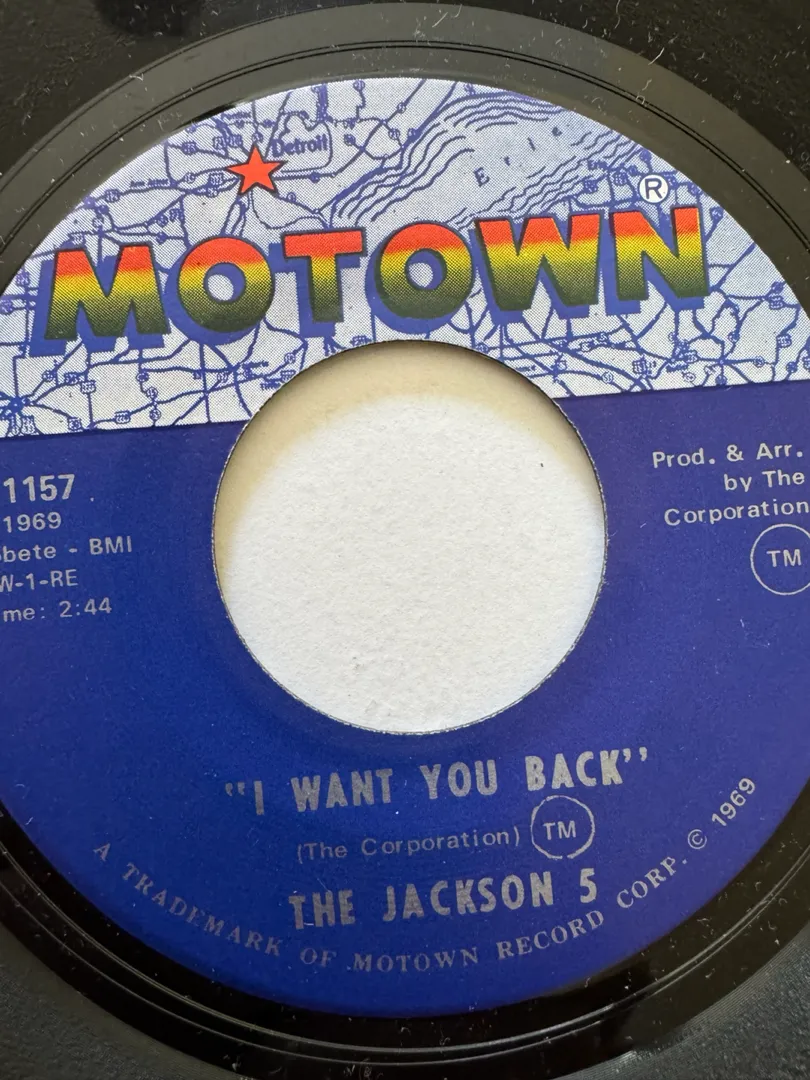 Detroit
Erie
MOTOWN®
1157
1969
obete - BMI
W-1-RE
me: 2:44
Prod. & Arr.
by The
Corporation
TM
"I WANT YOU BACK"
(The Corporation) TM
THE JACKSON 5
A TRADEMARK OF MOTOWN RECORD CORP. © 1969